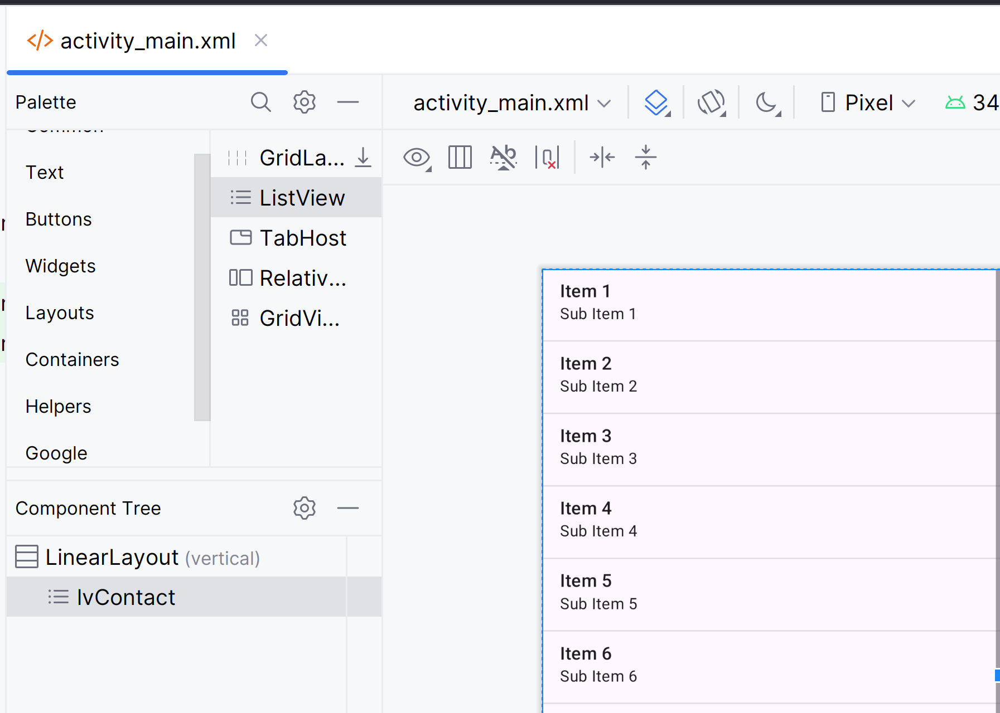 activity_main.xml
Palette
activity_main.xml
Pixel
34
Common
Text
Buttons
Widgets
Layouts
Containers
Helpers
Google
GridLa...
ListView
TabHost
Relativ...
GridVi...
Ab
Component Tree
LinearLayout (vertical)
lvContact
Item 1
Sub Item 1
Item 2
Sub Item 2
Item 3
Sub Item 3
Item 4
Sub Item 4
Item 5
Sub Item 5
Item 6
Sub Item 6